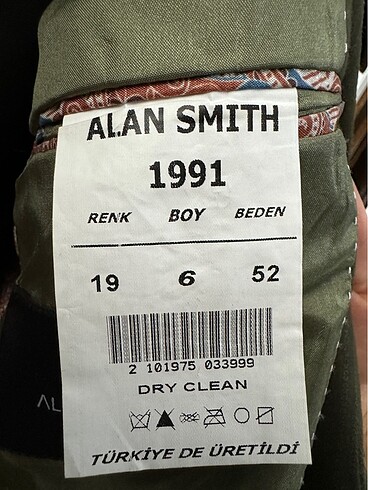 ALAN SMITH
1991
RENK BOY BEDEN
19 6 52
2 101975 033999
DRY CLEAN
TÜRKİYE DE ÜRETİLDİ
AL